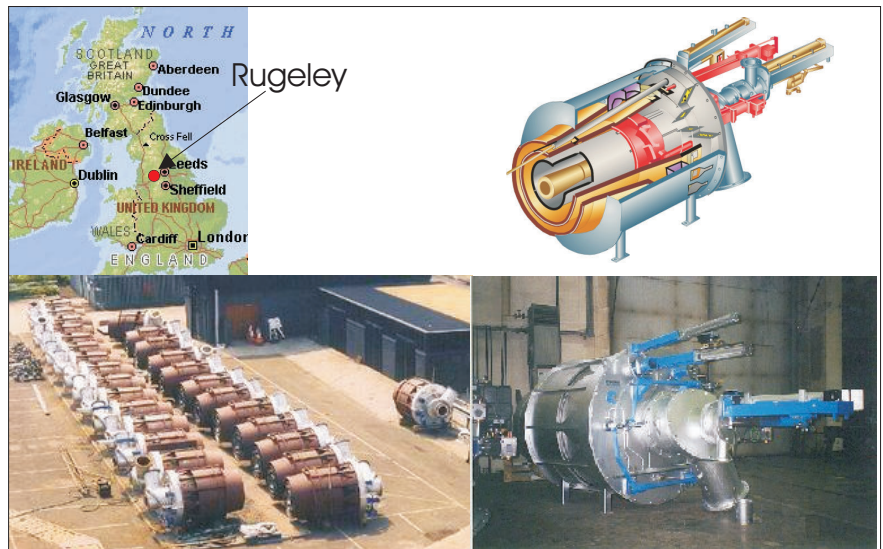 NORTH
SCOTLAND
GREAT
BRITAIN
Aberdeen
Rugeley
Dundee
Glasgow
Edjnburgh
Belfast
Cross Fell
IRELAND
Leeds
Dublin
Sheffield
UNITED KINGDOM
WALES
Cardiff
London
ENGLAND